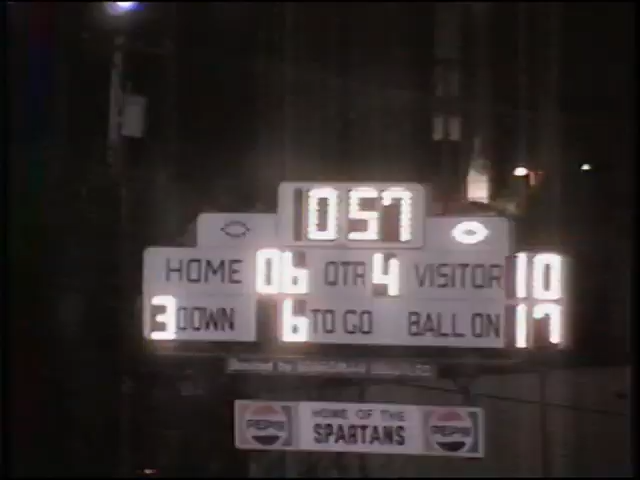 057
HOME 06 QTR 4 VISITOR 10
3 DOWN 6 TO GO BALL ON 17
PEPSI HOME OF THE SPARTANS PEPSI